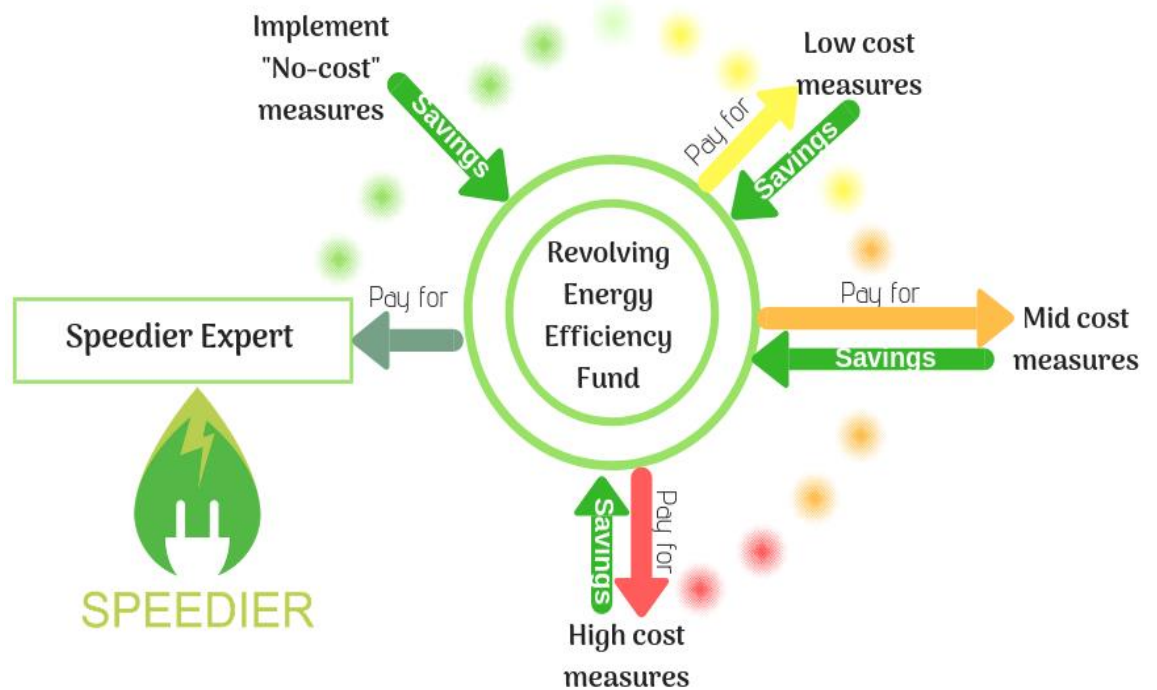 Implement
"No-cost"
measures
Savings
Low cost
measures
Pay for
Savings
Revolving
Energy
Efficiency
Fund
Pay for
Mid cost
measures
Savings
Pay for
Speedier Expert
SPEEDIER
Savings
Pay for
High cost
measures